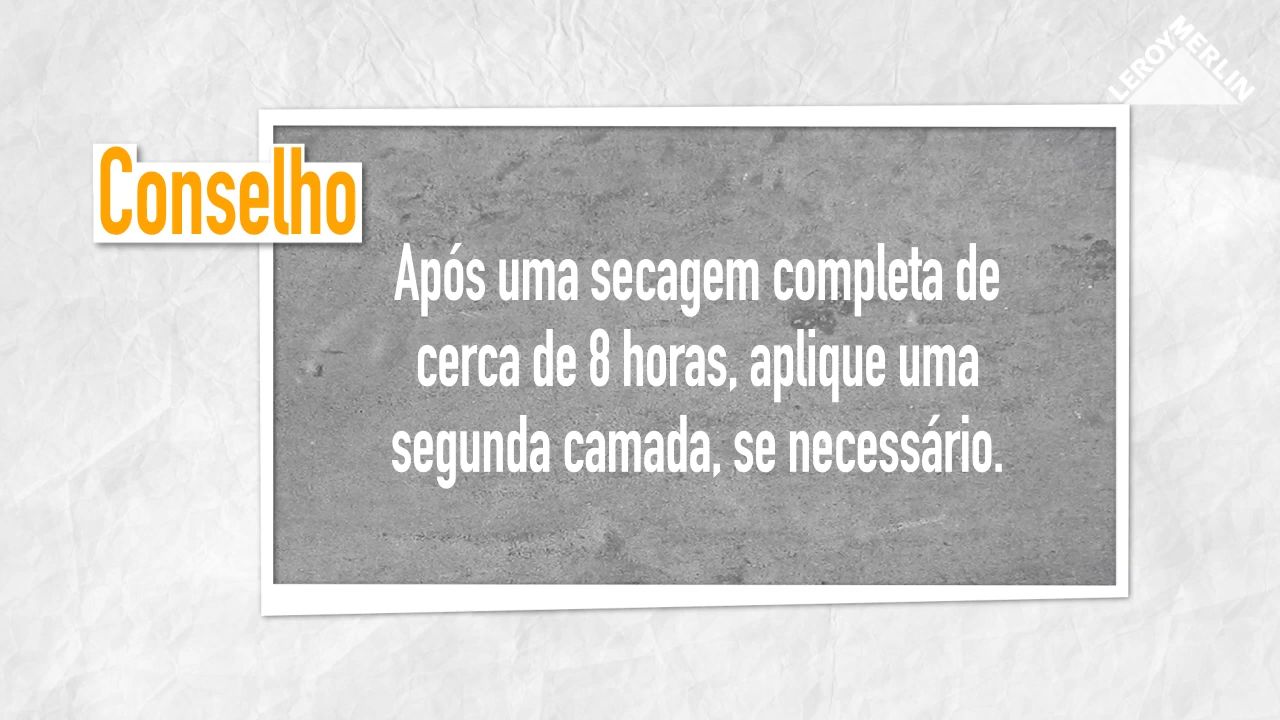 LEROY MERLIN
Conselho
Após uma secagem completa de
cerca de 8 horas, aplique uma
segunda camada, se necessário.